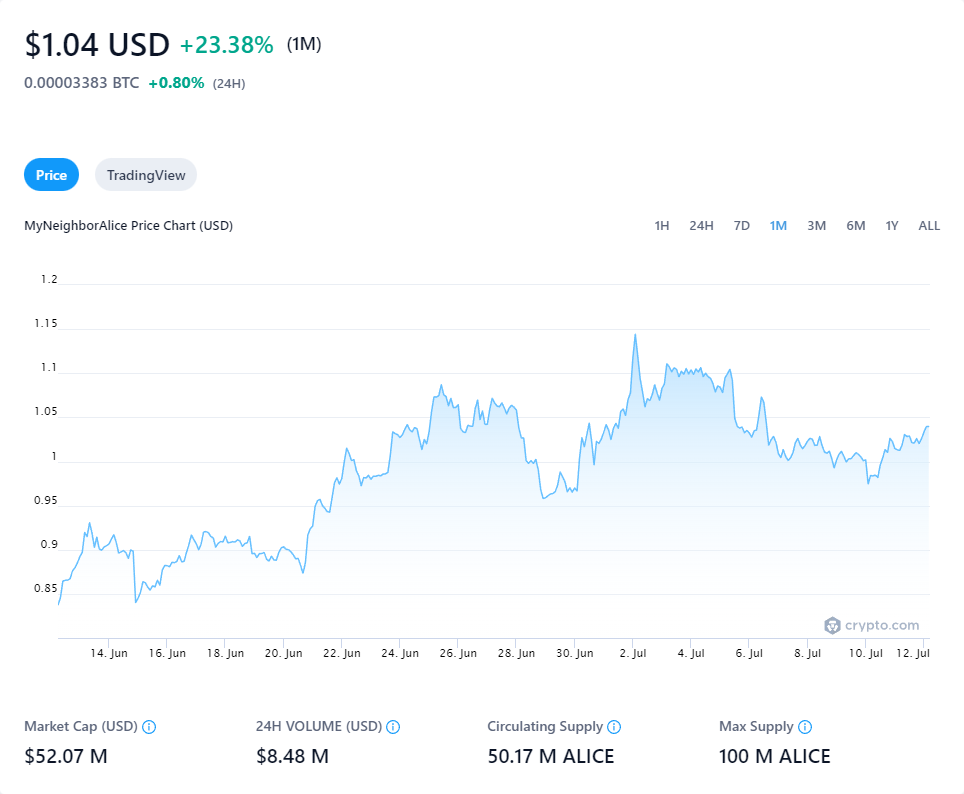 $1.04 USD +23.38% (1M)
0.00003383 BTC +0.80% (24H)
Price TradingView
MyNeighborAlice Price Chart (USD) 1H 24H 7D 1M 3M 6M 1Y ALL
1.2
1.15
1.1
1.05
1
0.95
0.9
0.85
crypto.com
14. Jun 16. Jun 18. Jun 20. Jun 22. Jun 24. Jun 26. Jun 28. Jun 30. Jun 2. Jul 4. Jul 6. Jul 8. Jul 10. Jul 12. Jul
Market Cap (USD) 24H VOLUME (USD) Circulating Supply Max Supply
$52.07 M $8.48 M 50.17 M ALICE 100 M ALICE